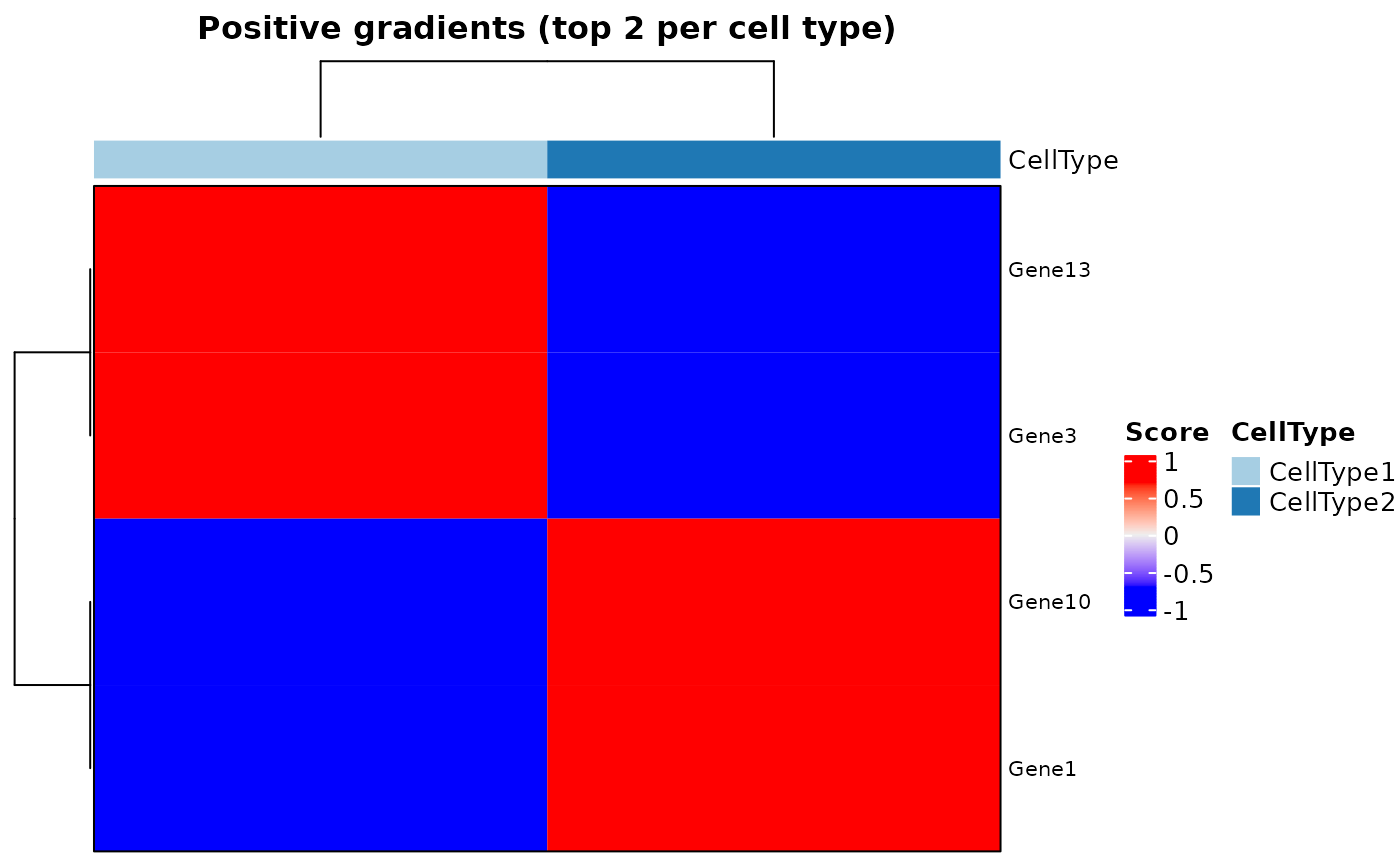 Positive gradients (top 2 per cell type)
CellType
Gene13
Gene3
Gene10
Gene1
Score
1
0.5
0
-0.5
-1
CellType
CellType1
CellType2